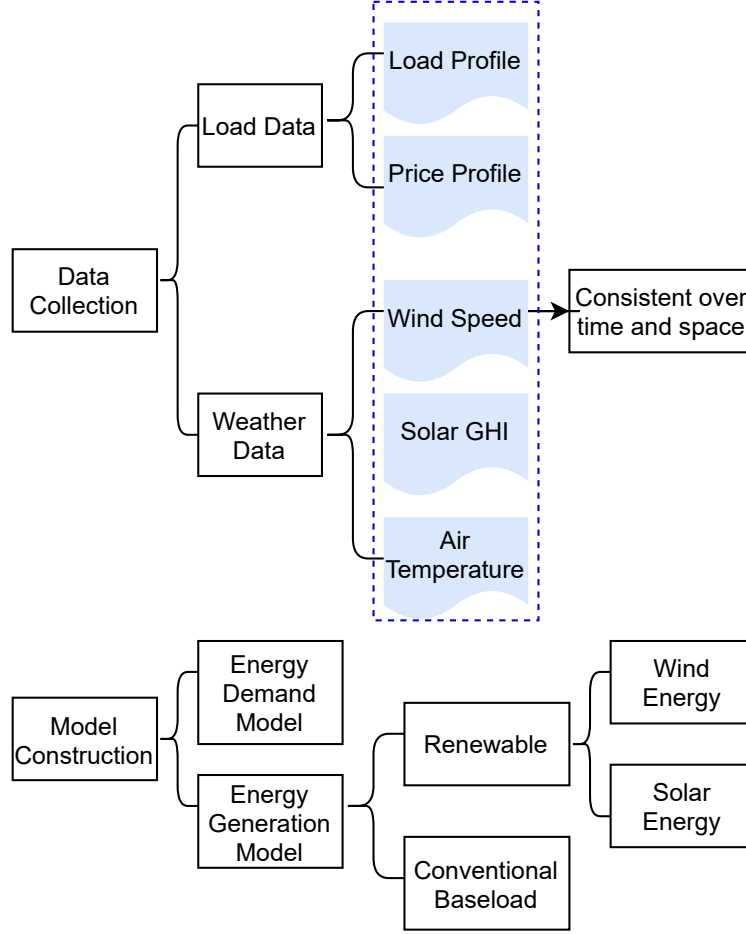 Load Profile
Load Data
Price Profile
Data
Collection
Consistent over
time and space
Wind Speed
Weather
Data
Solar GHI
Air
Temperature
Energy
Demand
Model
Wind
Energy
Model
Construction
Renewable
Energy
Generation
Model
Solar
Energy
Conventional
Baseload